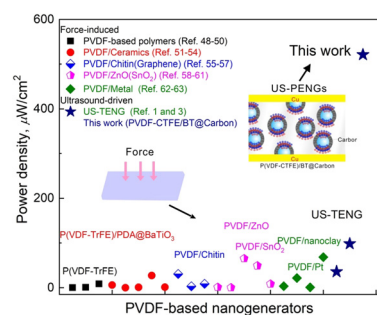 Force-induced
PVDF-based polymers (Ref. 48-50)
PVDF/Ceramics (Ref. 51-54)
PVDF/Chitin(Graphene) (Ref. 55-57)
PVDF/ZnO(SnO₂) (Ref. 58-61)
PVDF/Metal (Ref. 62-63)
Ultrasound-driven
US-TENG (Ref. 1 and 3)
This work (PVDF-CTFE/BT@Carbon)
This work
US-PENGs
Cu
Carbor
Cu
P(VDF-CTFE)/BT@Carbon
Force
P(VDF-TrFE)/PDA@BaTiO₃
P(VDF-TrFE)
PVDF/Chitin
PVDF/ZnO
PVDF/SnO₂
US-TENG
PVDF/nanoclay
PVDF/Pt
600
400
200
0
Power density, μW/cm²
PVDF-based nanogenerators